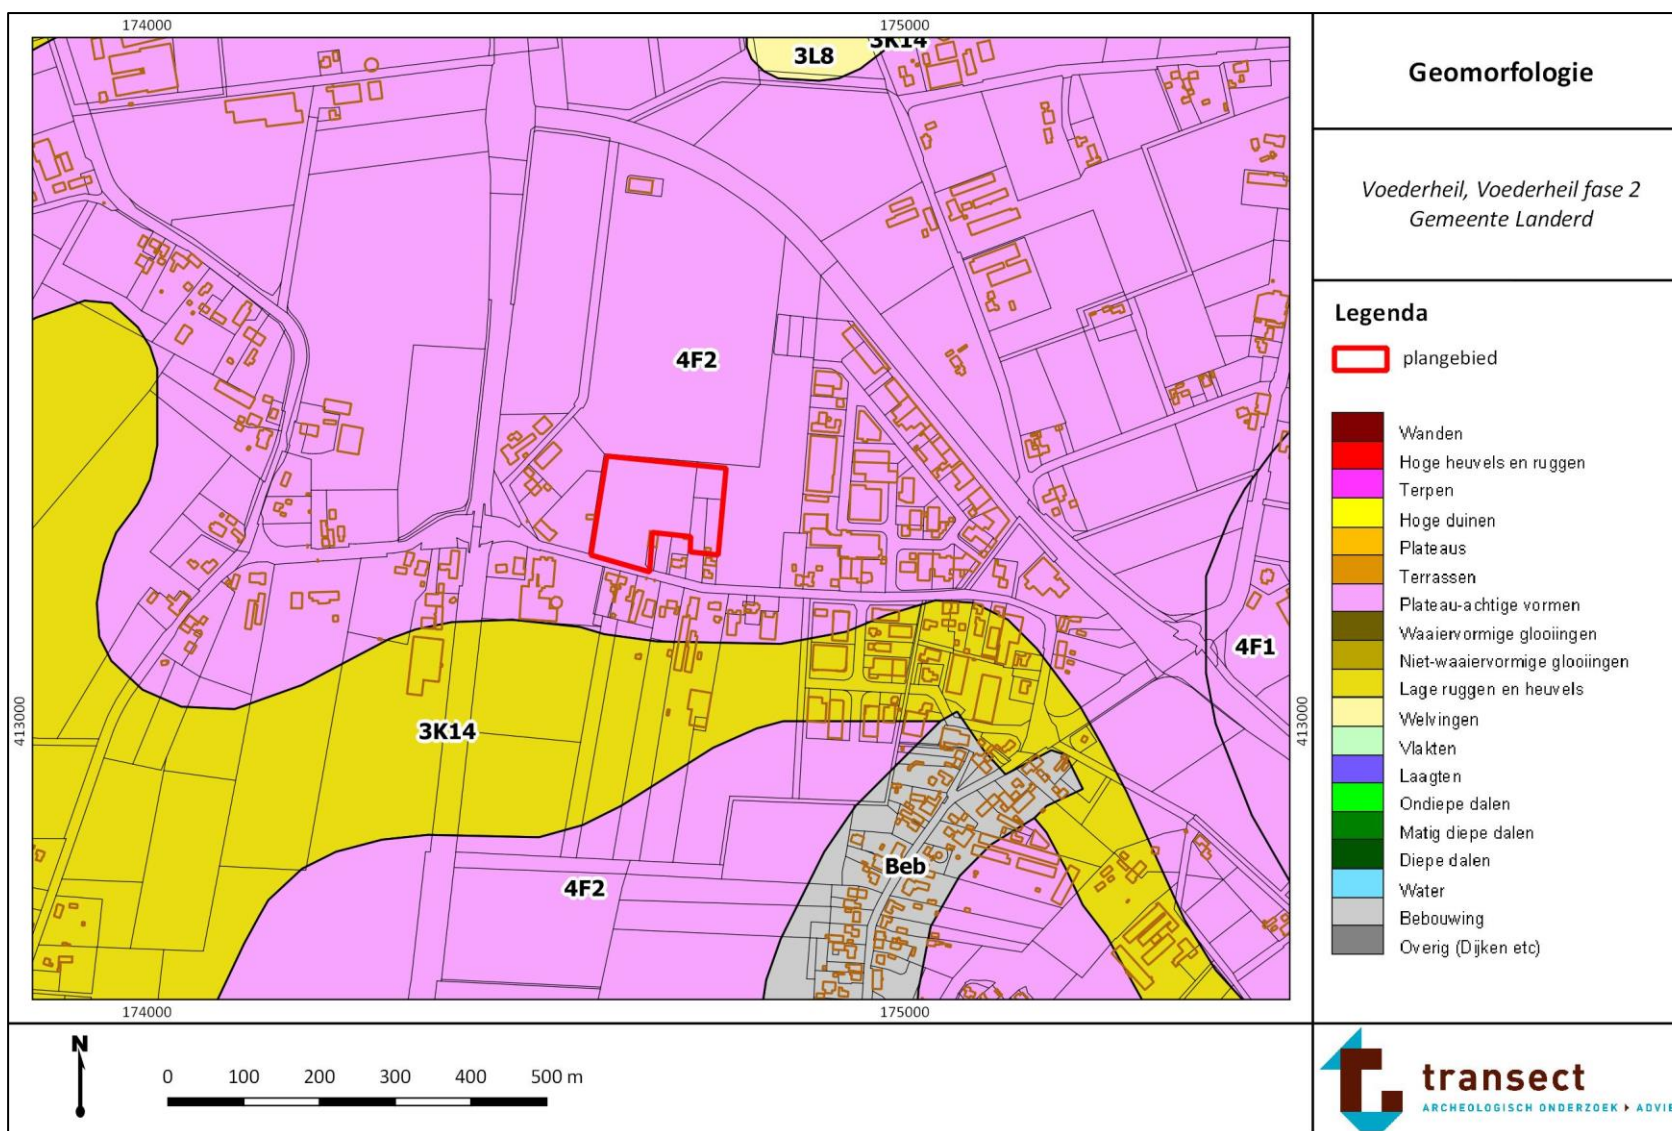 174000
175000
3L8
3K14
4F2
4F1
3K14
4F2
Beb
413000
413000
174000
175000
N
0 100 200 300 400 500 m
Geomorfologie
Voederheil, Voederheil fase 2
Gemeente Landerd
Legenda
plangebied
Wanden
Hoge heuvels en ruggen
Terpen
Hoge duinen
Plateaus
Terrassen
Plateau-achtige vormen
Waaiervormige glooiingen
Niet-waaiervormige glooiingen
Lage ruggen en heuvels
Welvingen
Vlakten
Laagten
Ondiepe dalen
Matig diepe dalen
Diepe dalen
Water
Bebouwing
Overig (Dijken etc)
transect
ARCHEOLOGISCH ONDERZOEK ▸ ADVIE